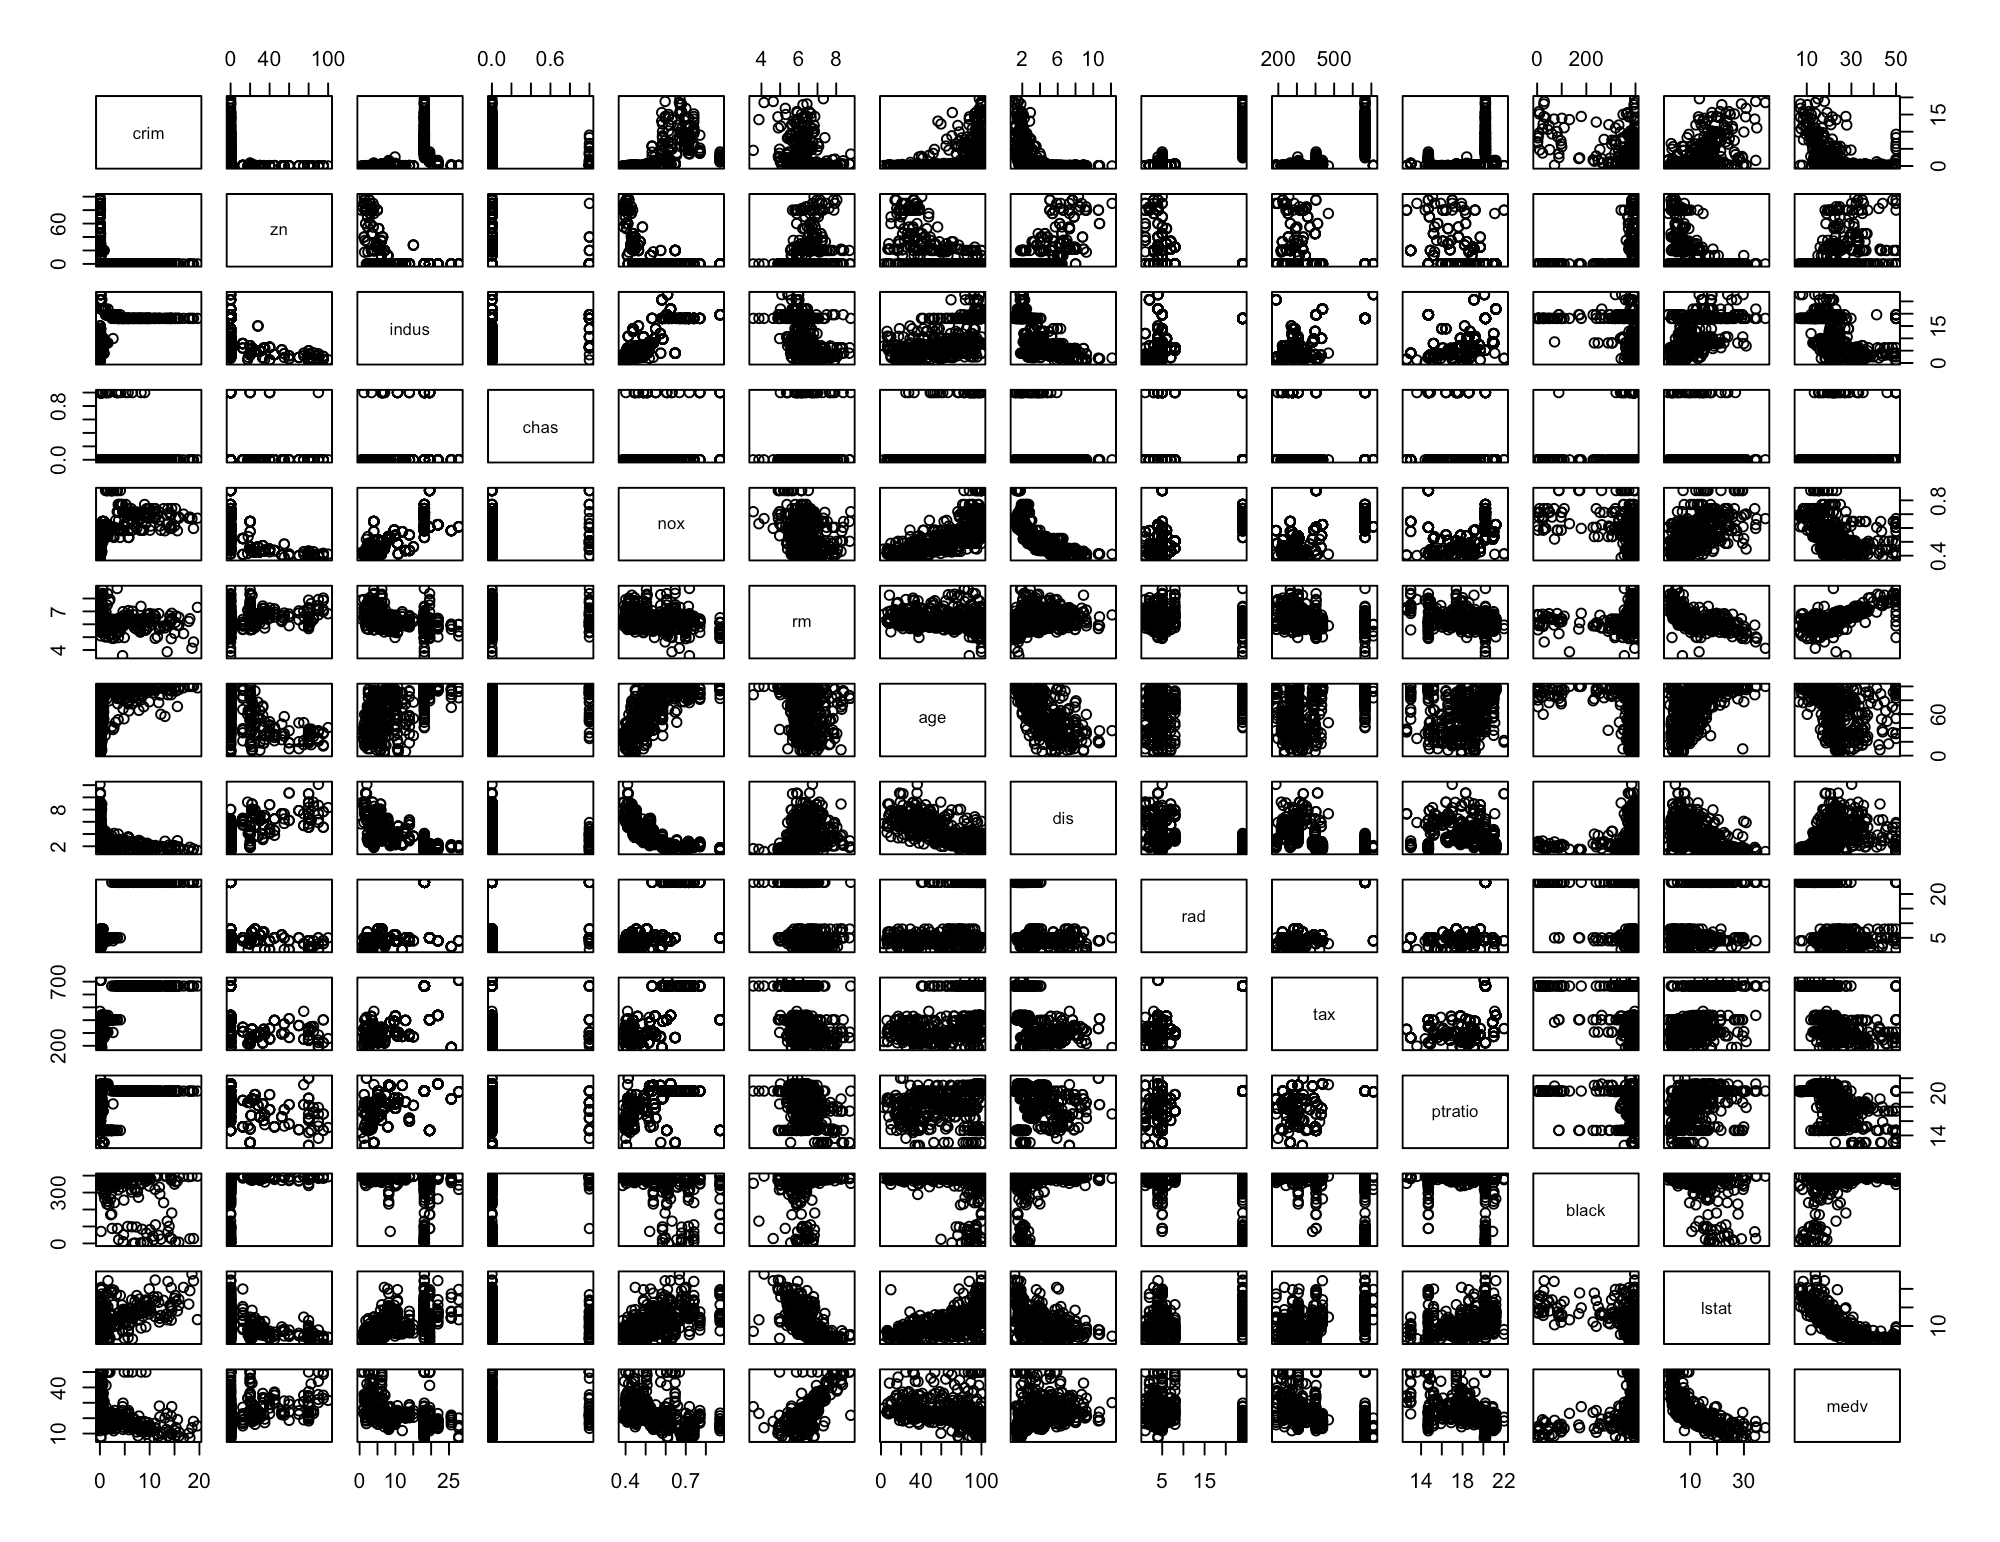 0 40 100 0.0 0.6 4 6 8 2 6 10 200 500 0 200 10 30 50
crim 0 15
0 60 zn
indus 0 15
0.0 0.8 chas
nox 0.4 0.8
4 7 rm
age 0 60
2 8 dis
rad 5 20
200 700 tax
ptratio 14 20
0 300 black
lstat 10
10 40 medv
0 10 20 0 10 25 0.4 0.7 0 40 100 5 15 14 18 22 10 30